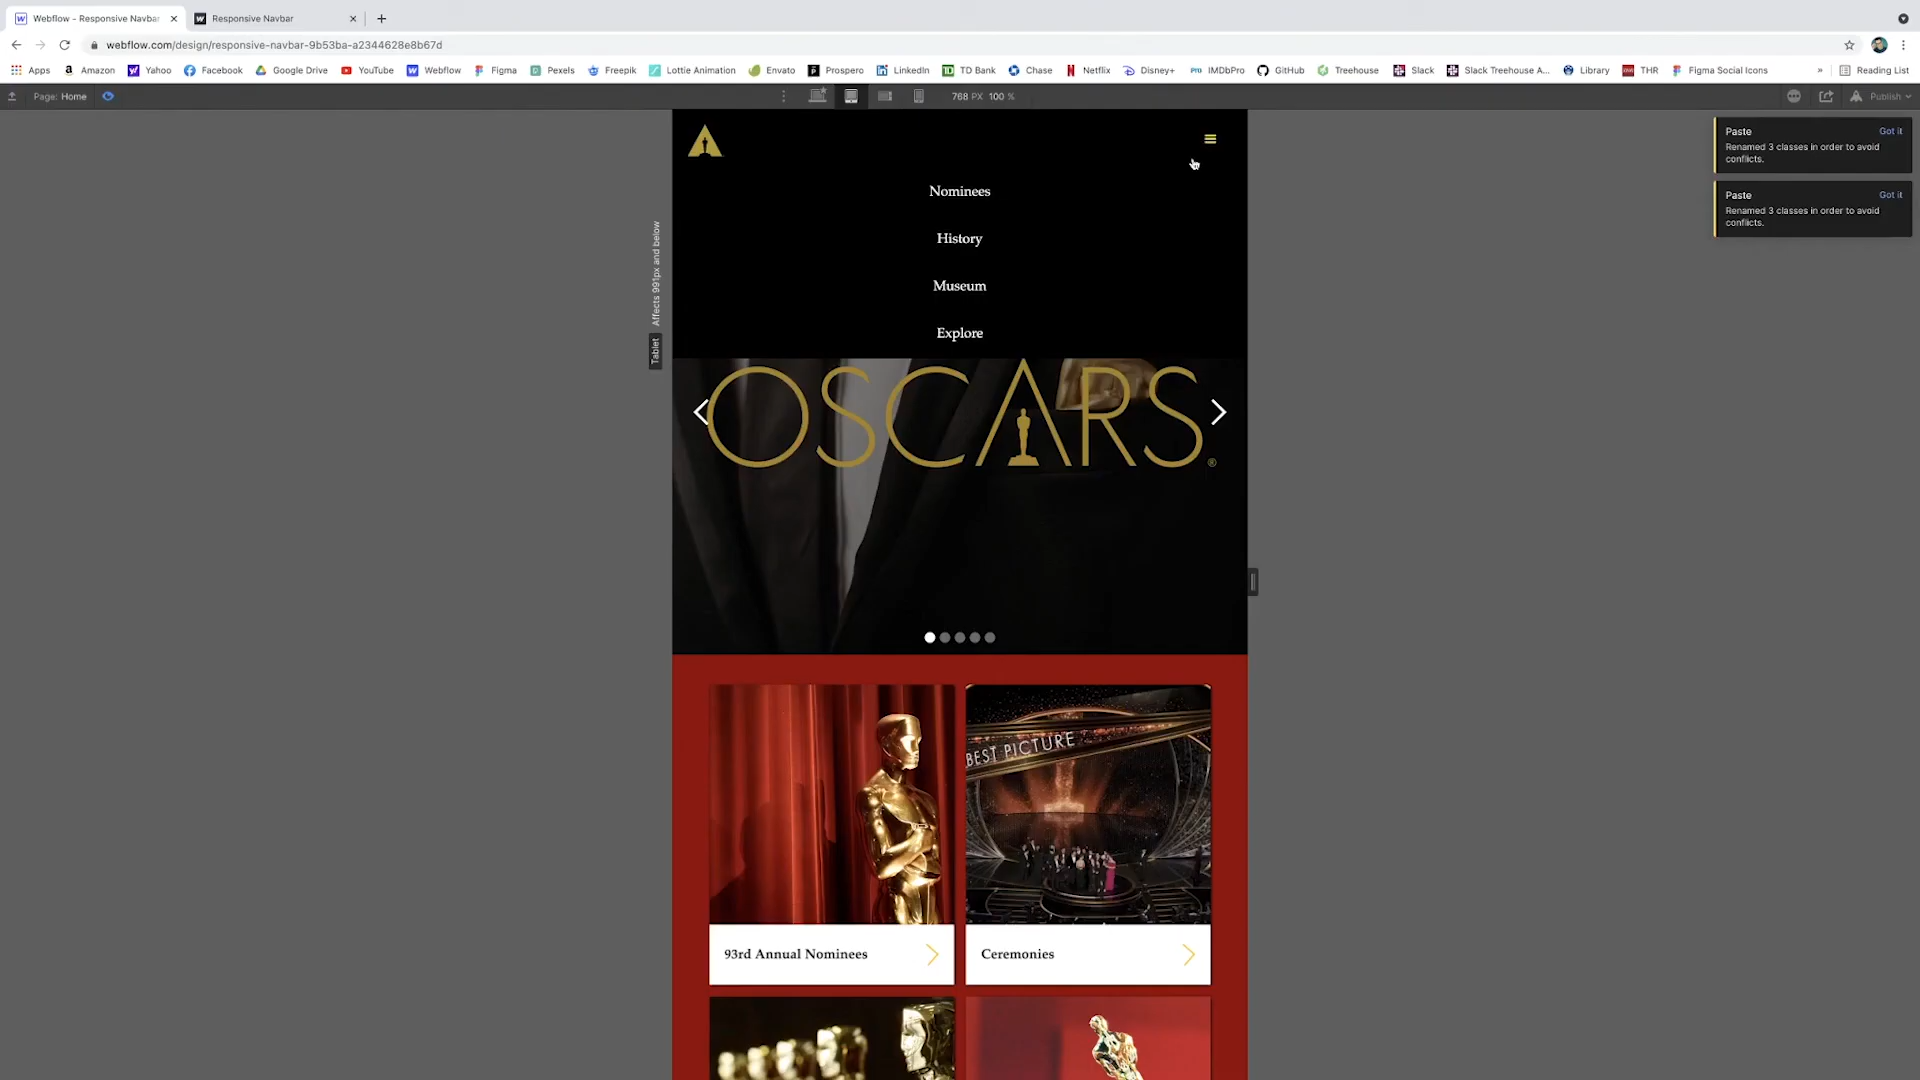 Webflow - Responsive Navbar
Responsive Navbar
webflow.com/design/responsive-navbar-9b53ba-a2344628e8b67d
Apps Amazon Yahoo Facebook Google Drive YouTube Webflow Figma Pexels Freepik Lottie Animation Envato Prospero LinkedIn TD Bank Chase Netflix Disney+ IMDbPro GitHub Treehouse Slack Slack Treehouse A... Library THR Figma Social Icons » Reading List
Page: Home
768 PX 100 %
Publish
Paste
Got it
Renamed 3 classes in order to avoid
conflicts.
Paste
Got it
Renamed 3 classes in order to avoid
conflicts.
Tablet Affects 991px and below
Nominees
History
Museum
Explore
OSCARS®
BEST PICTURE
93rd Annual Nominees
Ceremonies